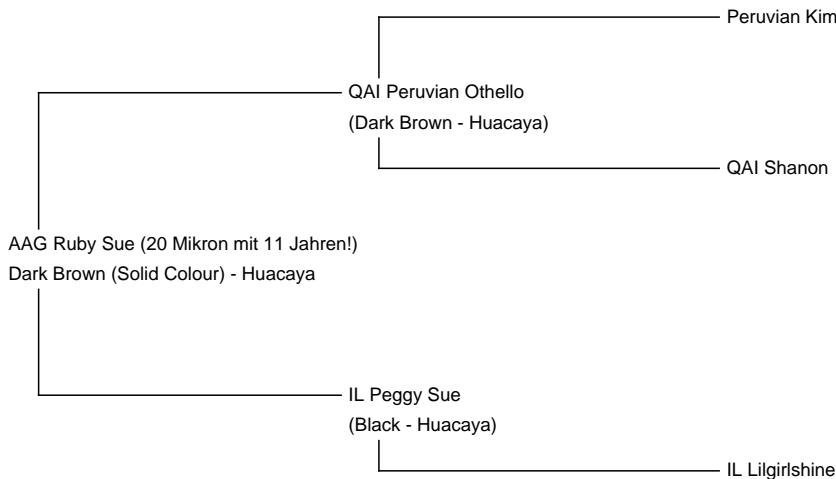 Peruvian Kim
QAI Peruvian Othello
(Dark Brown - Huacaya)
QAI Shanon
AAG Ruby Sue (20 Mikron mit 11 Jahren!)
Dark Brown (Solid Colour) - Huacaya
IL Peggy Sue
(Black - Huacaya)
IL Lilgirlshine